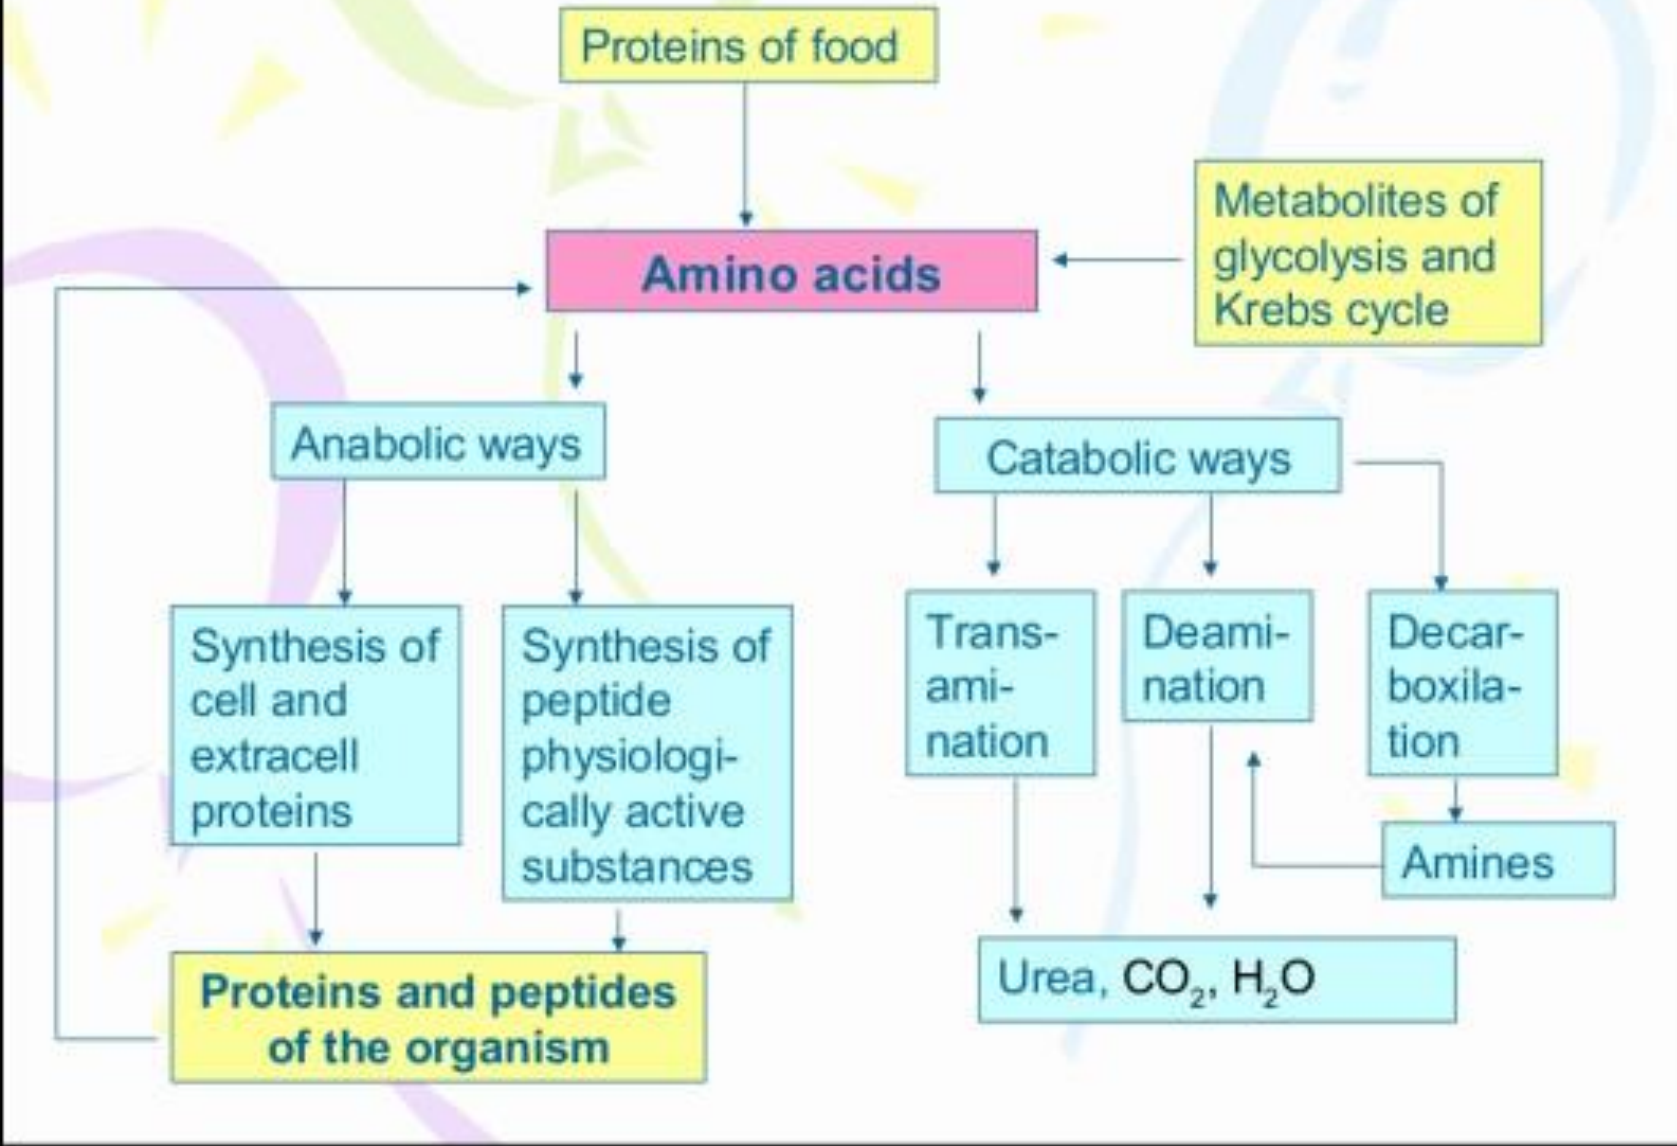 Proteins of food
Metabolites of
glycolysis and
Krebs cycle
Amino acids
Anabolic ways
Catabolic ways
Synthesis of
cell and
extracell
proteins
Synthesis of
peptide
physiologi-
cally active
substances
Trans-
ami-
nation
Deami-
nation
Decar-
boxila-
tion
Amines
Proteins and peptides
of the organism
Urea, CO₂, H₂O